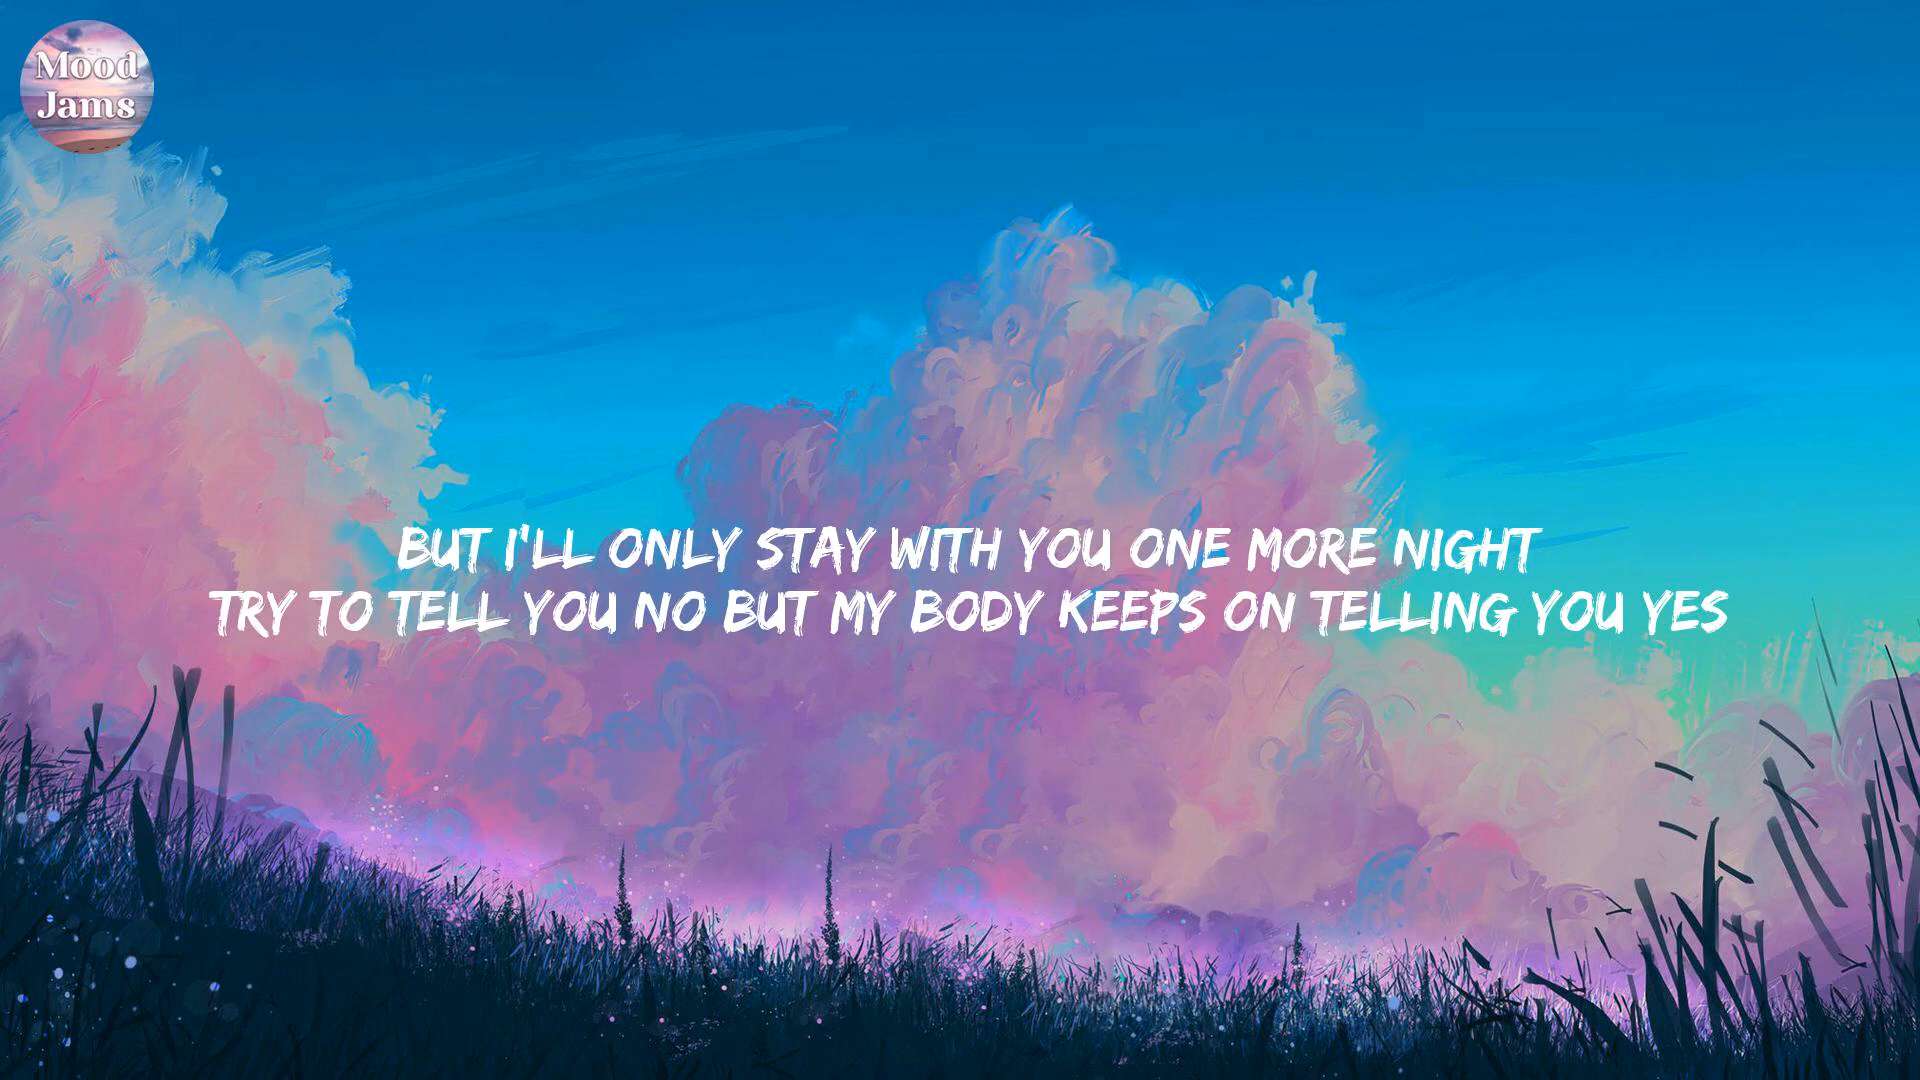 Mood
Jams
BUT I'LL ONLY STAY WITH YOU ONE MORE NIGHT
TRY TO TELL YOU NO BUT MY BODY KEEPS ON TELLING YOU YES